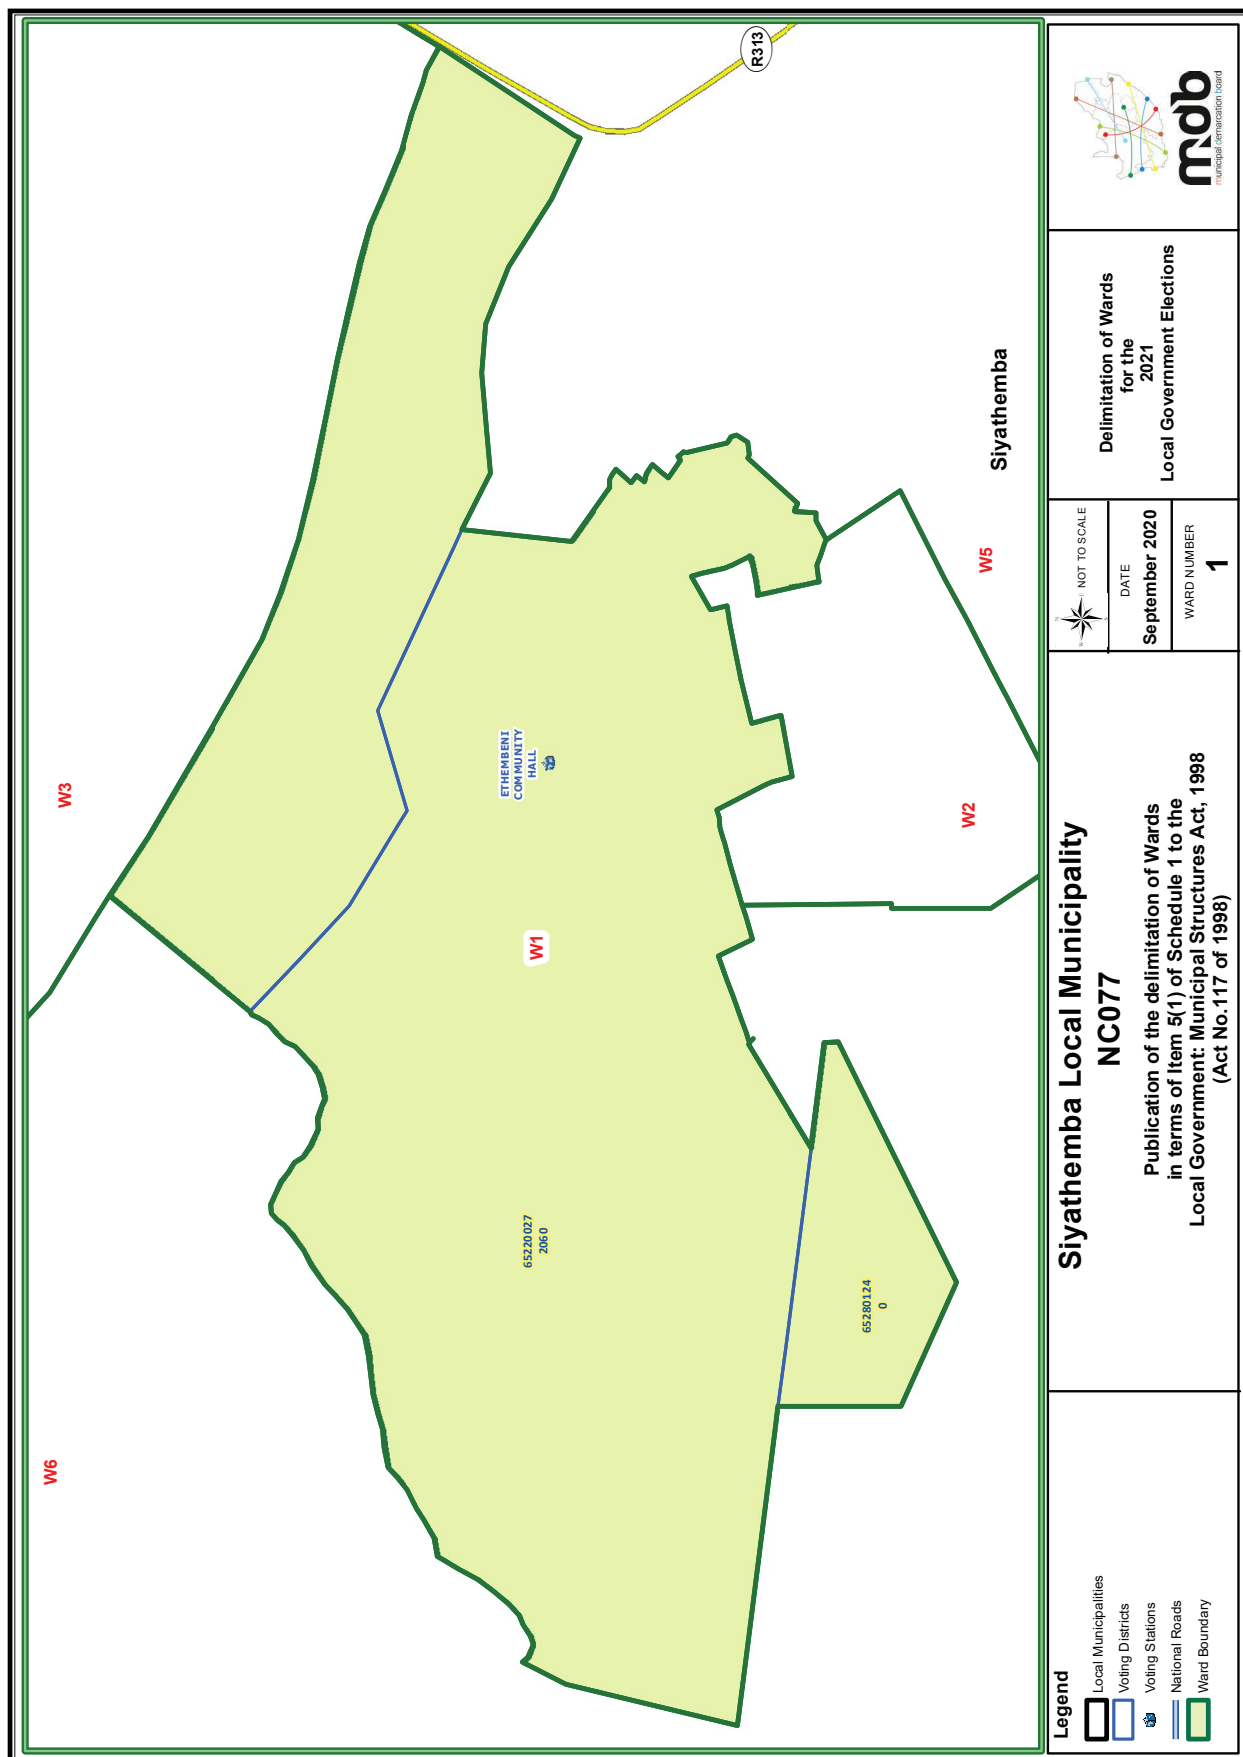 W6
W3
R313
ETHEMBENI
COMMUNITY
HALL
W1
65220027
2060
65280124
0
W2
W5
Siyathemba
Legend
Local Municipalities
Voting Districts
Voting Stations
National Roads
Ward Boundary
Siyathemba Local Municipality
NC077
Publication of the delimitation of Wards
in terms of Item 5(1) of Schedule 1 to the
Local Government: Municipal Structures Act, 1998
(Act No.117 of 1998)
N
W
E
S
NOT TO SCALE
DATE
September 2020
WARD NUMBER
1
Delimitation of Wards
for the
2021
Local Government Elections
mdb
municipal demarcation board